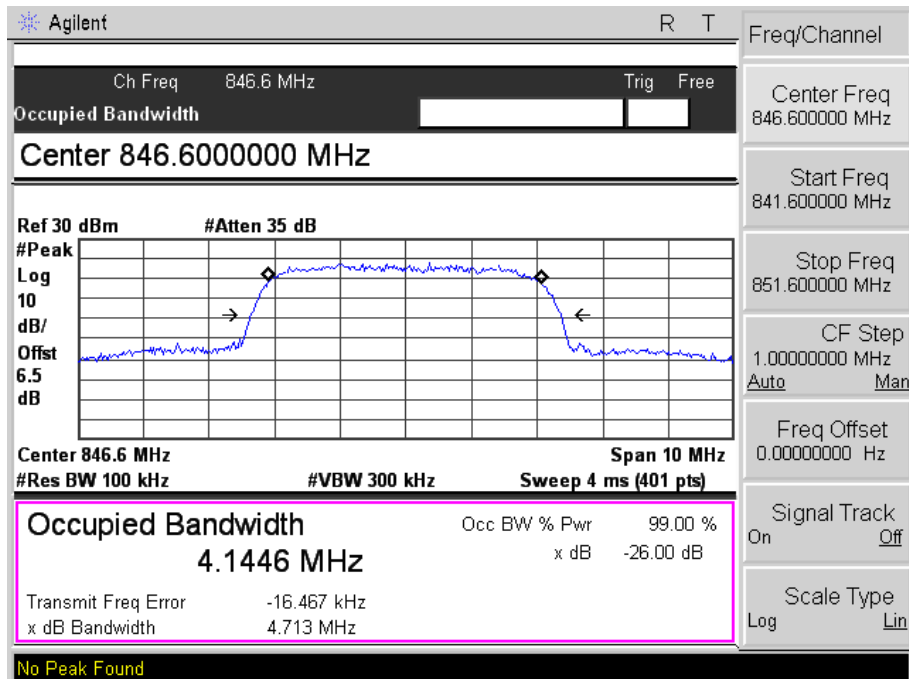 Agilent R T
Ch Freq 846.6 MHz Trig Free
Occupied Bandwidth
Center 846.6000000 MHz
Ref 30 dBm #Atten 35 dB
#Peak
Log
10
dB/
Offst
6.5
dB
Center 846.6 MHz Span 10 MHz
#Res BW 100 kHz #VBW 300 kHz Sweep 4 ms (401 pts)
Occupied Bandwidth
4.1446 MHz
Occ BW % Pwr 99.00 %
x dB -26.00 dB
Transmit Freq Error -16.467 kHz
x dB Bandwidth 4.713 MHz
No Peak Found
Freq/Channel
Center Freq
846.600000 MHz
Start Freq
841.600000 MHz
Stop Freq
851.600000 MHz
CF Step
1.00000000 MHz
Auto Man
Freq Offset
0.00000000 Hz
Signal Track
On Off
Scale Type
Log Lin